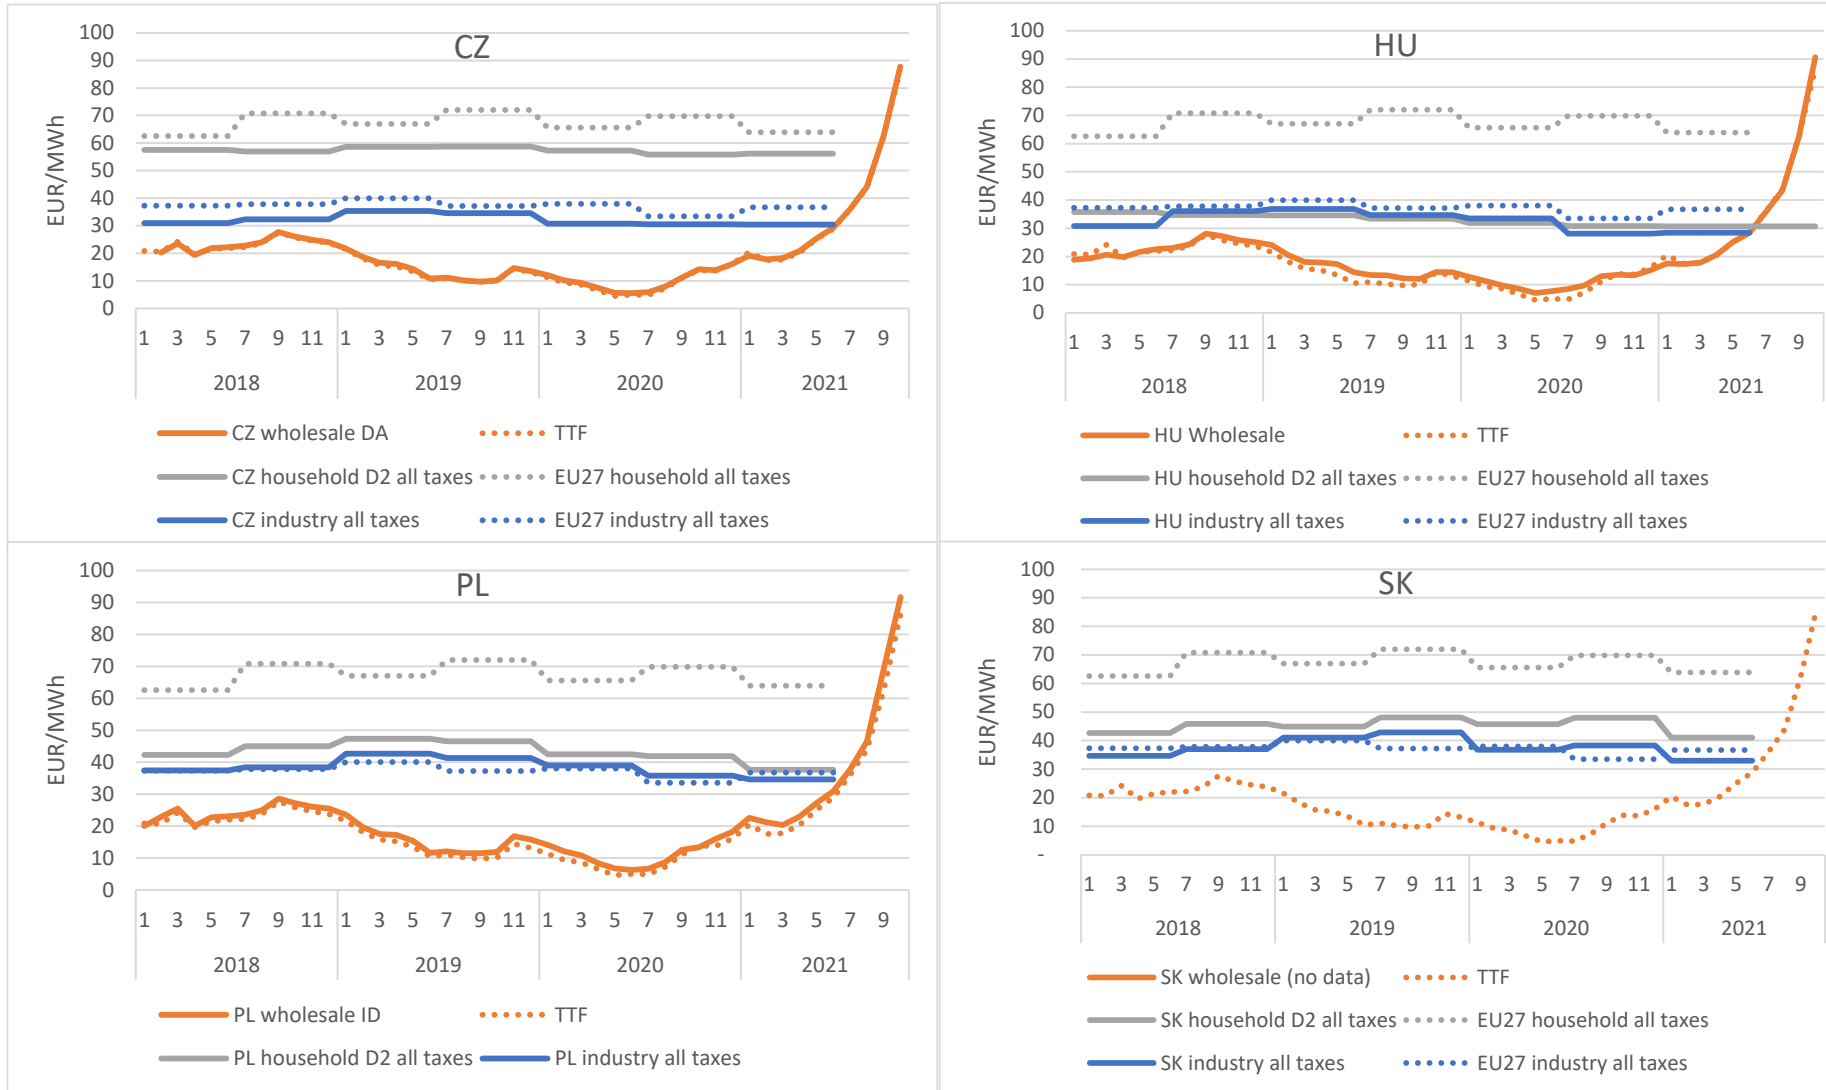 CZ
EUR/MWh
100
90
80
70
60
50
40
30
20
10
0
1 3 5 7 9 11 1 3 5 7 9 11 1 3 5 7 9 11 1 3 5 7 9
2018 2019 2020 2021
CZ wholesale DA TTF
CZ household D2 all taxes EU27 household all taxes
CZ industry all taxes EU27 industry all taxes
HU
EUR/MWh
100
90
80
70
60
50
40
30
20
10
0
1 3 5 7 9 11 1 3 5 7 9 11 1 3 5 7 9 11 1 3 5 7 9
2018 2019 2020 2021
HU Wholesale TTF
HU household D2 all taxes EU27 household all taxes
HU industry all taxes EU27 industry all taxes
PL
EUR/MWh
100
90
80
70
60
50
40
30
20
10
0
1 3 5 7 9 11 1 3 5 7 9 11 1 3 5 7 9 11 1 3 5 7 9
2018 2019 2020 2021
PL wholesale ID TTF
PL household D2 all taxes PL industry all taxes
SK
EUR/MWh
100
90
80
70
60
50
40
30
20
10
-
1 3 5 7 9 11 1 3 5 7 9 11 1 3 5 7 9 11 1 3 5 7 9
2018 2019 2020 2021
SK wholesale (no data) TTF
SK household D2 all taxes EU27 household all taxes
SK industry all taxes EU27 industry all taxes